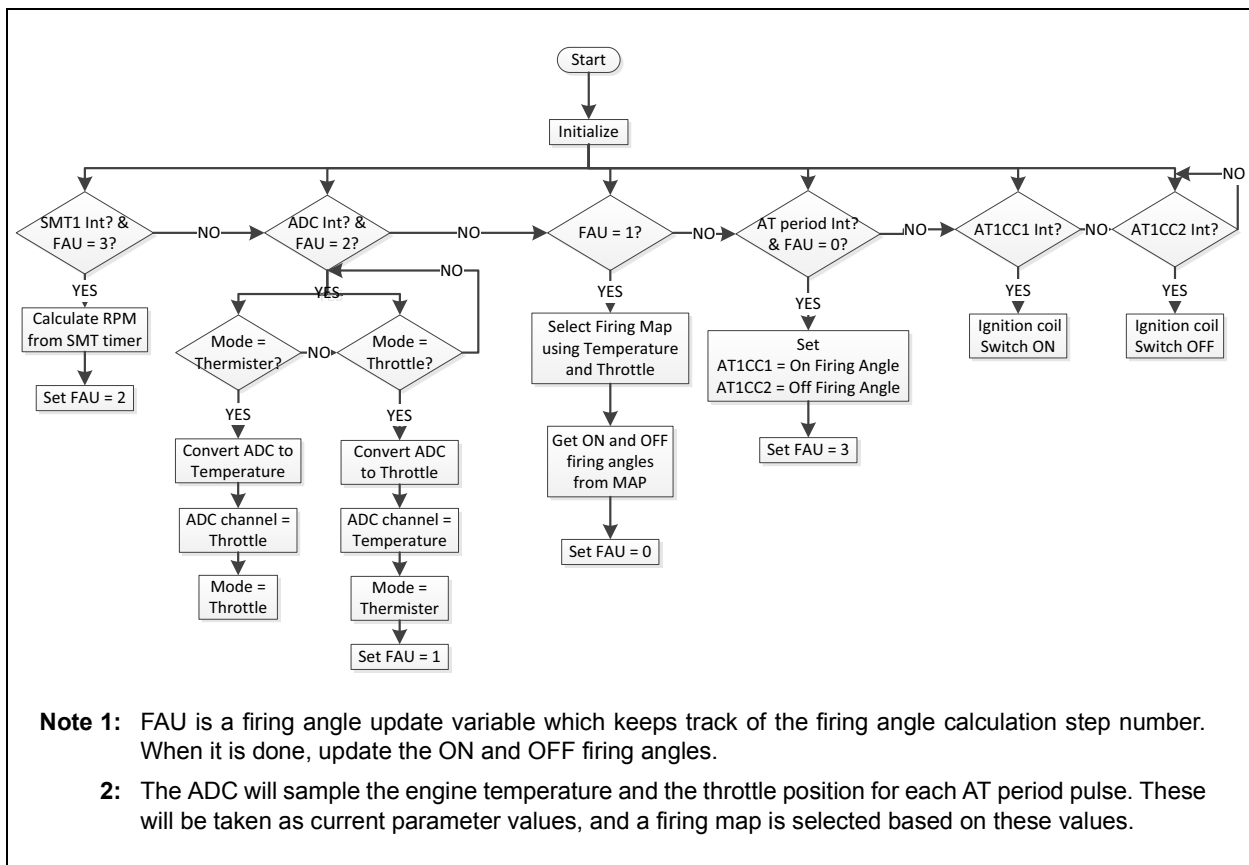 Start
Initialize
SMT1 Int? &
FAU = 3?
NO
ADC Int? &
FAU = 2?
NO
FAU = 1?
NO
AT period Int?
& FAU = 0?
NO
AT1CC1 Int?
NO
AT1CC2 Int?
NO
YES
Calculate RPM
from SMT timer
Set FAU = 2
YES
NO
Mode =
Thermister?
NO
Mode =
Throttle?
YES
Convert ADC to
Temperature
ADC channel =
Throttle
Mode =
Throttle
YES
Convert ADC
to Throttle
ADC channel =
Temperature
Mode =
Thermister
Set FAU = 1
YES
Select Firing Map
using Temperature
and Throttle
Get ON and OFF
firing angles
from MAP
Set FAU = 0
YES
Set
AT1CC1 = On Firing Angle
AT1CC2 = Off Firing Angle
Set FAU = 3
YES
Ignition coil
Switch ON
YES
Ignition coil
Switch OFF
Note 1: FAU is a firing angle update variable which keeps track of the firing angle calculation step number.
When it is done, update the ON and OFF firing angles.
2: The ADC will sample the engine temperature and the throttle position for each AT period pulse. These
will be taken as current parameter values, and a firing map is selected based on these values.